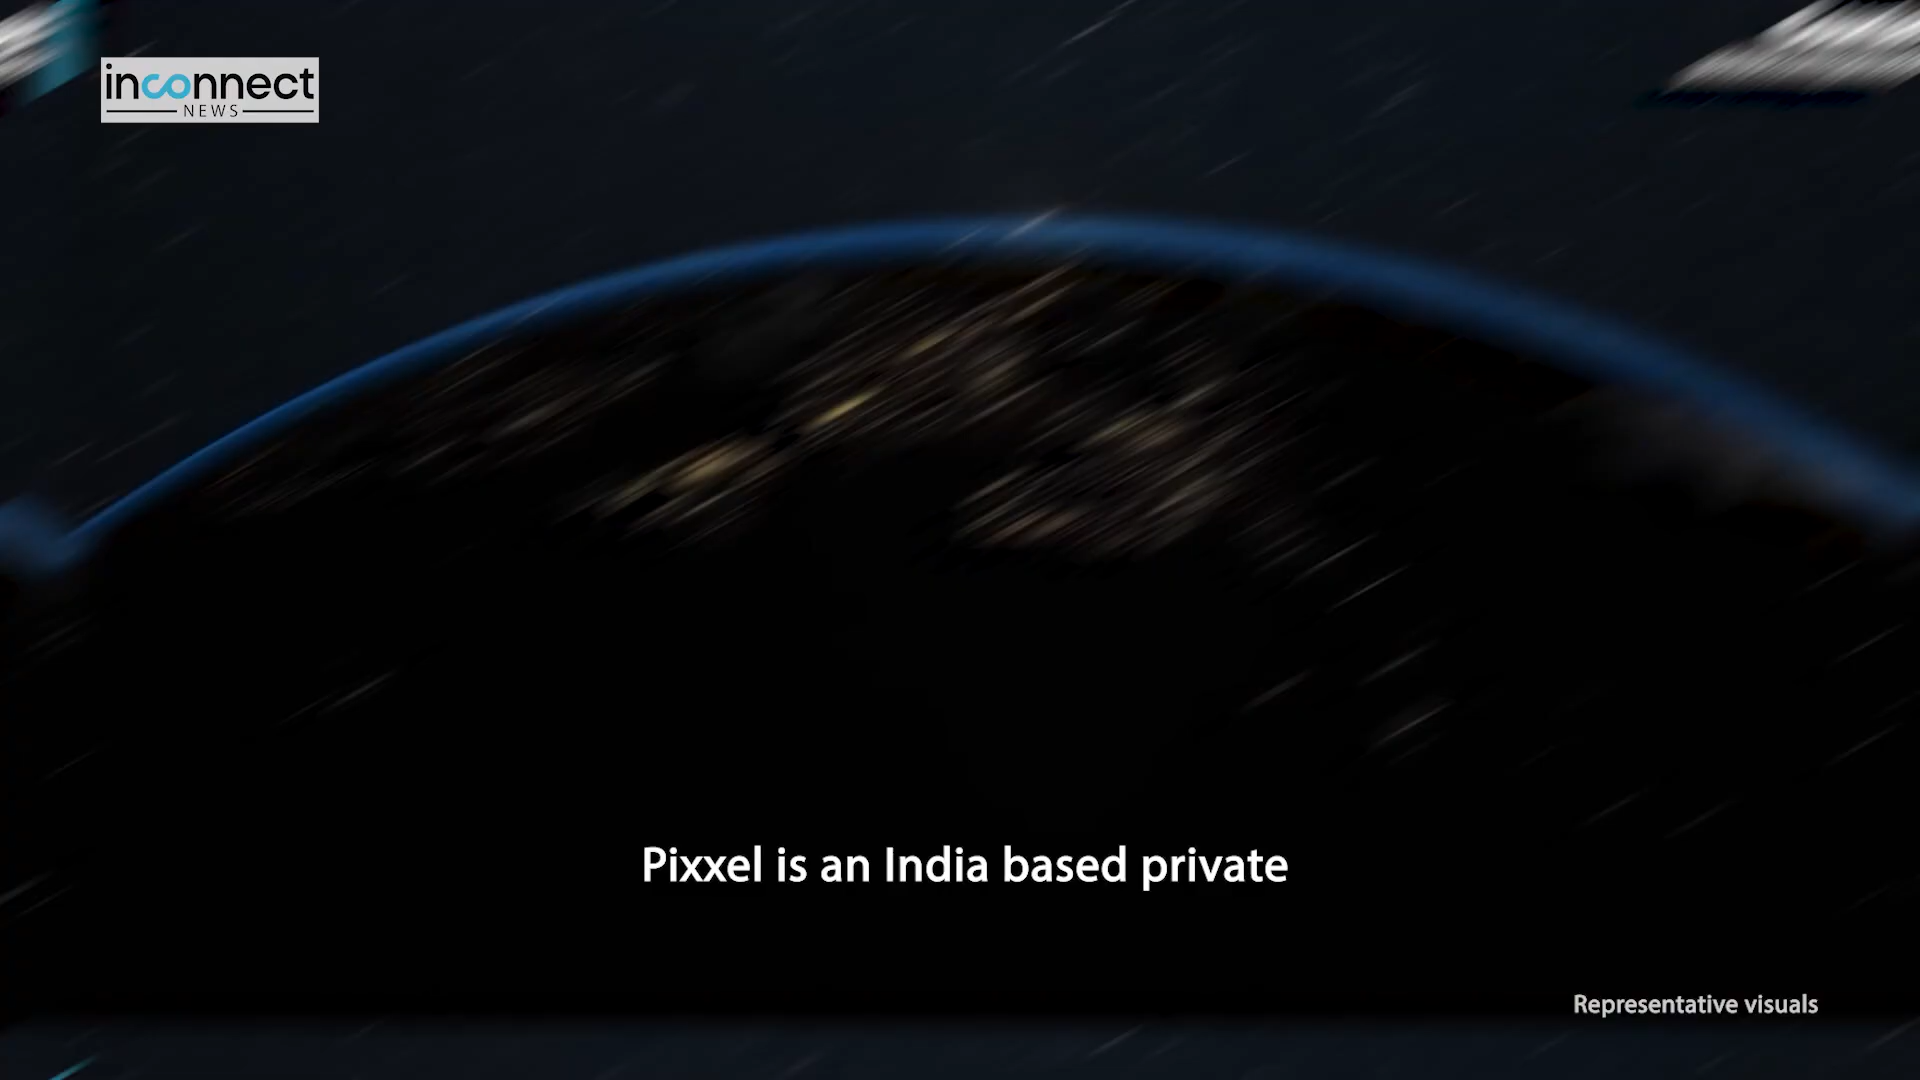 inconnect
NEWS
Pixxel is an India based private
Representative visuals